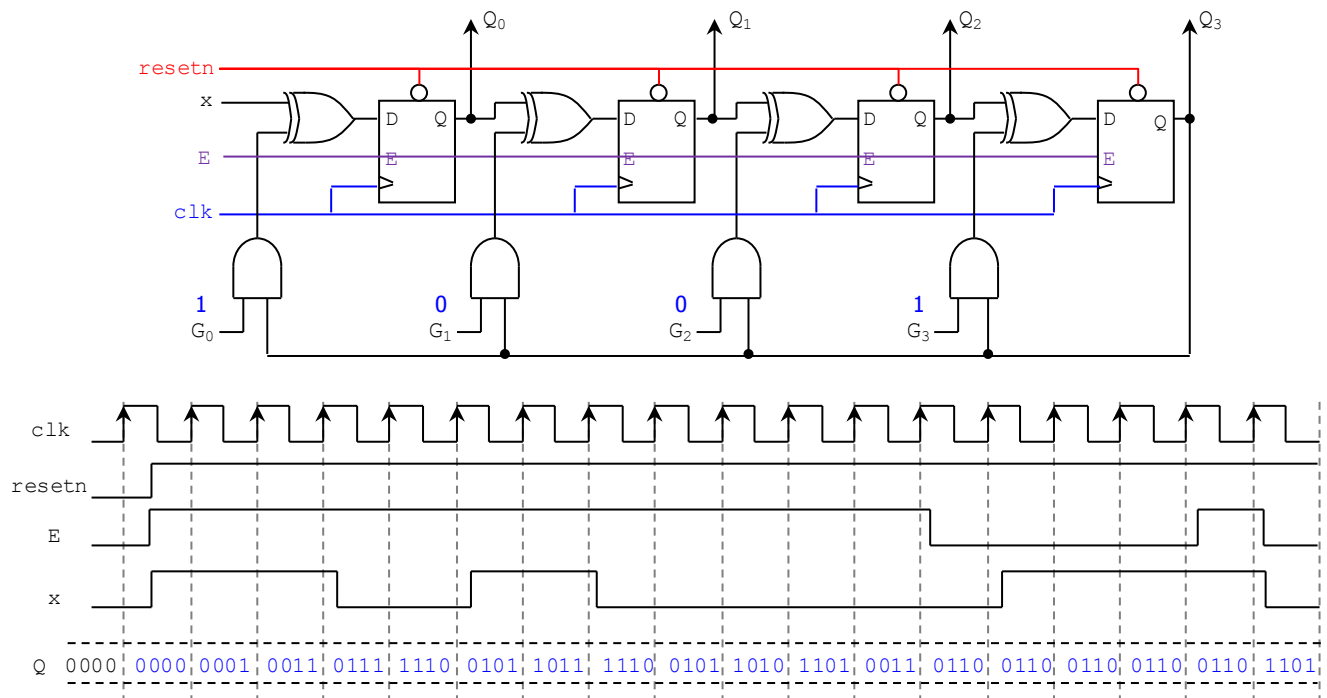 Q0 Q1 Q2 Q3
resetn
x
D Q D Q D Q D Q
E E E E E
clk
1 0 0 1
G0 G1 G2 G3
clk
resetn
E
x
Q 0000 0000 0001 0011 0111 1110 0101 1011 1110 0101 1010 1101 0011 0110 0110 0110 0110 0110 1101